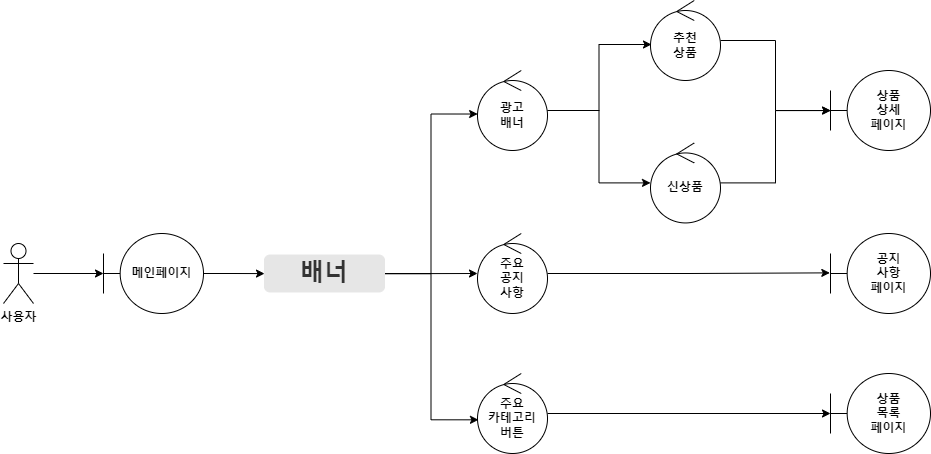 추천
상품
광고
배너
상품
상세
페이지
신상품
사용자
메인페이지
배너
주요
공지
사항
공지
사항
페이지
주요
카테고리
버튼
상품
목록
페이지